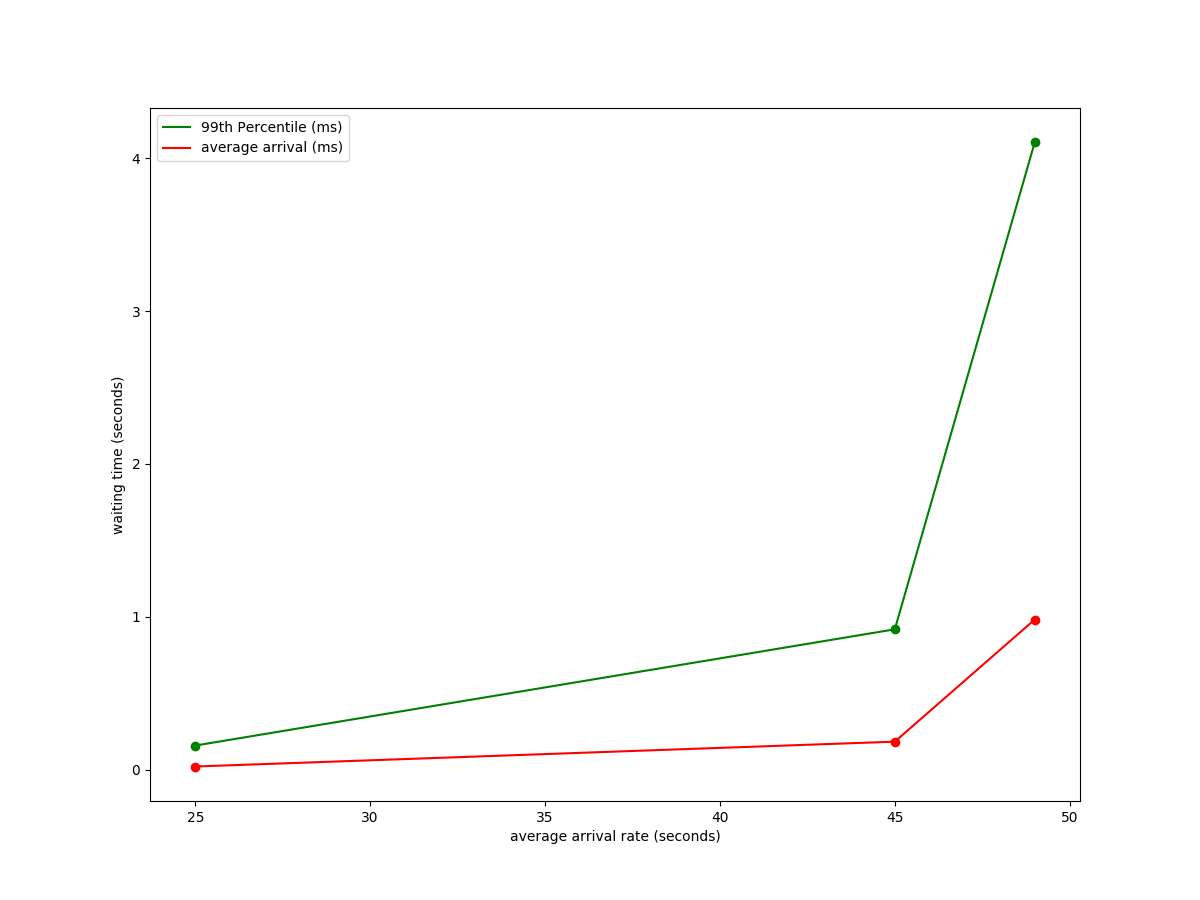 99th Percentile (ms)
average arrival (ms)
4
3
2
1
0
waiting time (seconds)
25 30 35 40 45 50
average arrival rate (seconds)